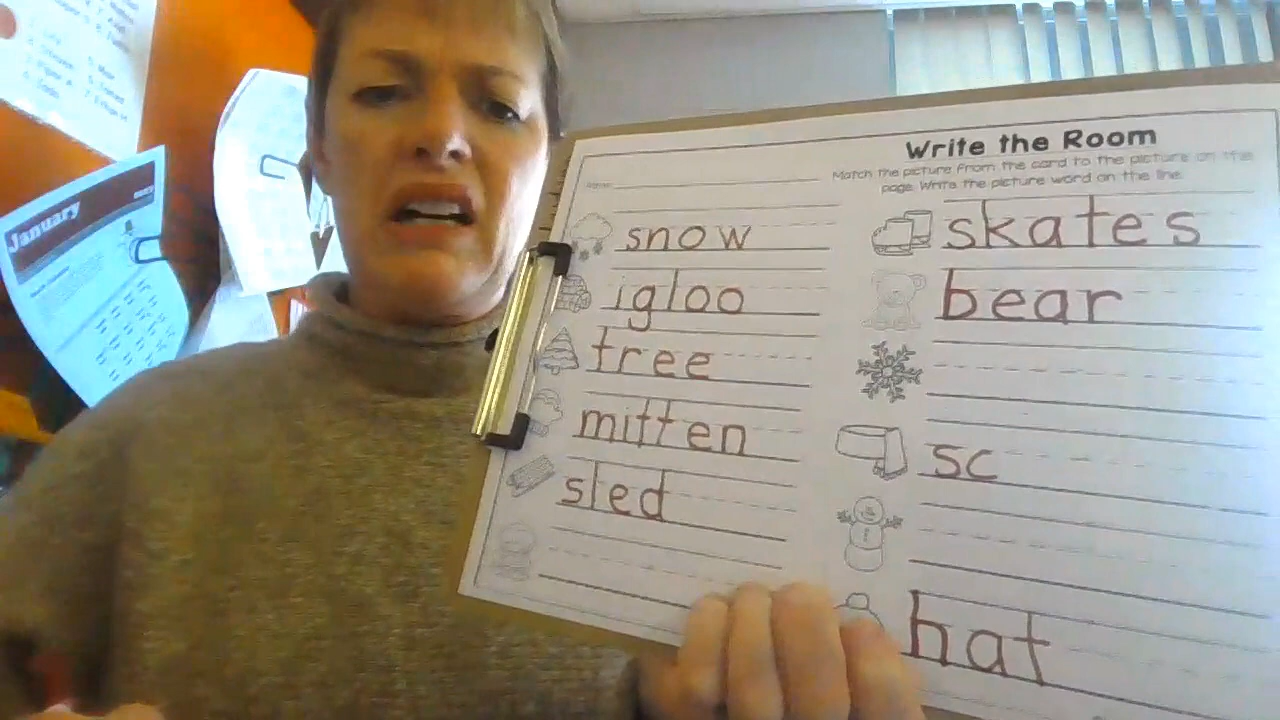 January
Write the Room
Match the picture from the card to the picture on the
page. Write the picture word on the line.
Name
snow
igloo
tree
mitten
sled
skates
bear
sc
hat